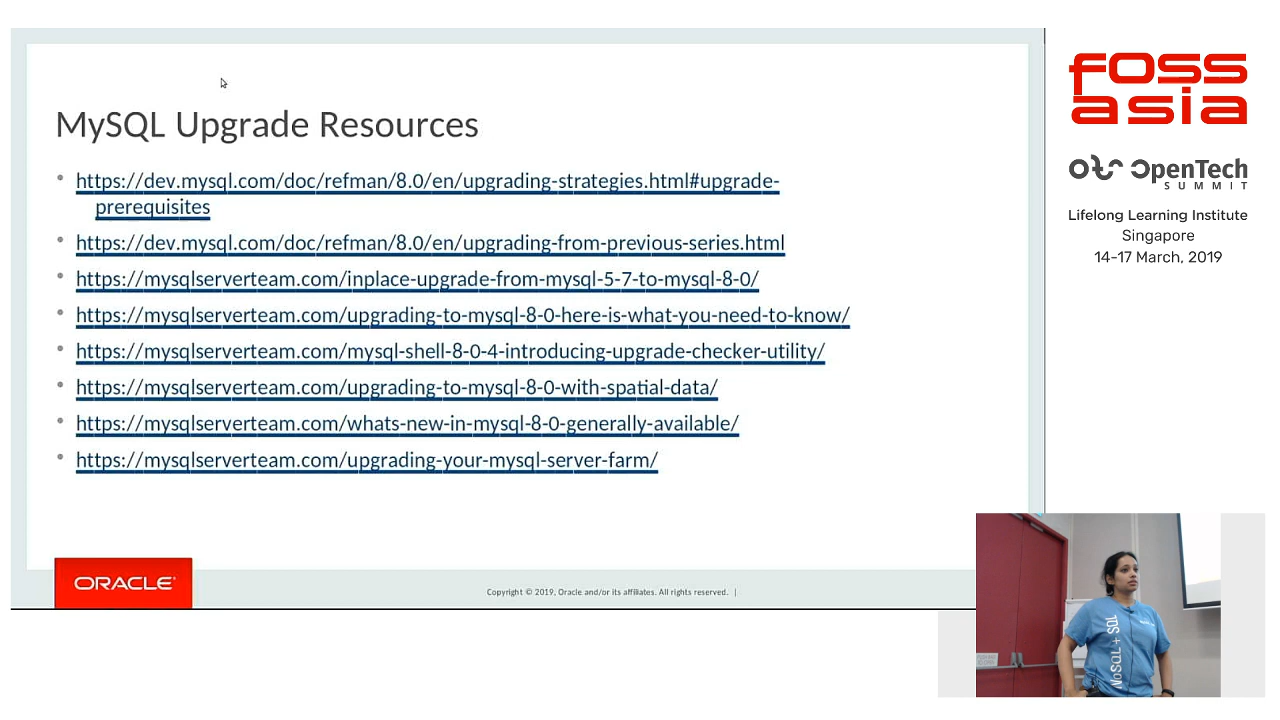 MySQL Upgrade Resources
• https://dev.mysql.com/doc/refman/8.0/en/upgrading-strategies.html#upgrade-
prerequisites
• https://dev.mysql.com/doc/refman/8.0/en/upgrading-from-previous-series.html
• https://mysqlserverteam.com/inplace-upgrade-from-mysql-5-7-to-mysql-8-0/
• https://mysqlserverteam.com/upgrading-to-mysql-8-0-here-is-what-you-need-to-know/
• https://mysqlserverteam.com/mysql-shell-8-0-4-introducing-upgrade-checker-utility/
• https://mysqlserverteam.com/upgrading-to-mysql-8-0-with-spatial-data/
• https://mysqlserverteam.com/whats-new-in-mysql-8-0-generally-available/
• https://mysqlserverteam.com/upgrading-your-mysql-server-farm/
ORACLE®
Copyright © 2019, Oracle and/or its affiliates. All rights reserved. |
foss
asia
OpenTech
SUMMIT
Lifelong Learning Institute
Singapore
14-17 March, 2019
NoSQL + SQL